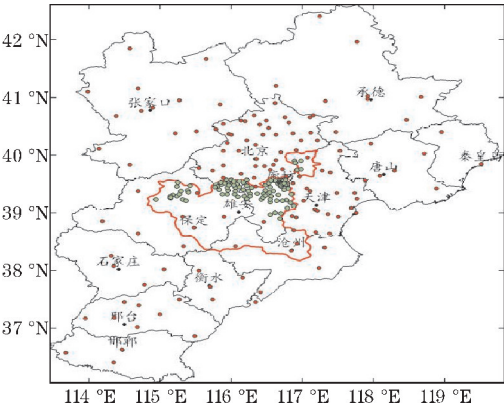 42 °N
41 °N
40 °N
39 °N
38 °N
37 °N
承德
张家口
北京
秦皇岛
唐山
天津
雄安
保定
沧州
石家庄
衡水
邢台
邯郸
114 °E 115 °E 116 °E 117 °E 118 °E 119 °E